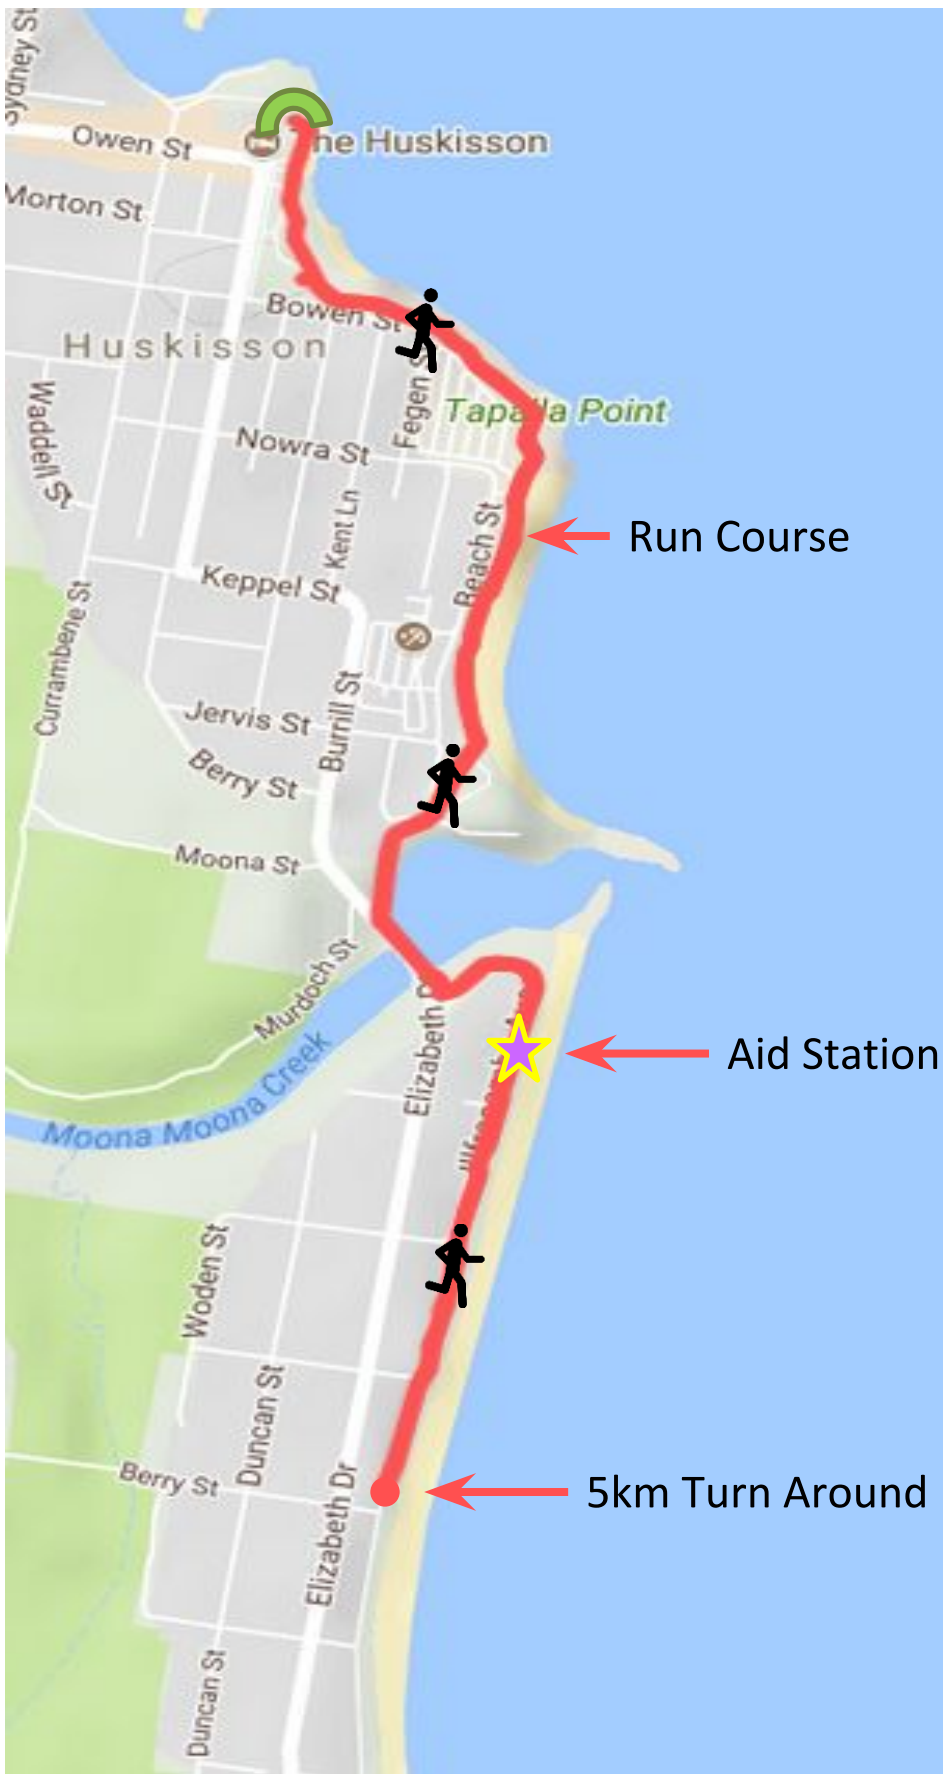 Sydney St
Owen St
The Huskisson
Morton St
Bowen St
Huskisson
Waddell St
Fegen St
Tapalla Point
Nowra St
Kent Ln
Beach St
Run Course
Keppel St
Currambene St
Burrill St
Jervis St
Berry St
Moona St
Murdoch St
Elizabeth Dr
Moona Moona Creek
Aid Station
Woden St
Duncan St
Berry St
Elizabeth Dr
5km Turn Around
Duncan St